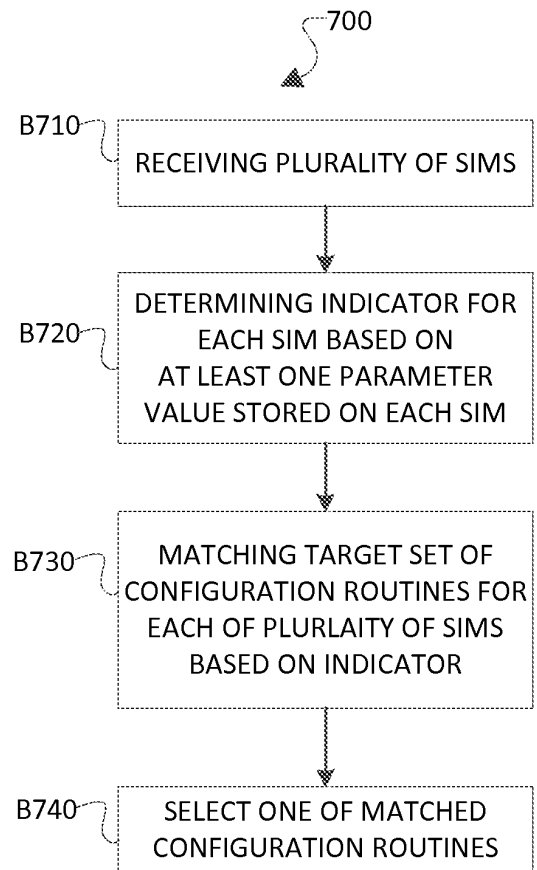 700
B710
RECEIVING PLURALITY OF SIMS
B720
DETERMINING INDICATOR FOR
EACH SIM BASED ON
AT LEAST ONE PARAMETER
VALUE STORED ON EACH SIM
B730
MATCHING TARGET SET OF
CONFIGURATION ROUTINES FOR
EACH OF PLURLAITY OF SIMS
BASED ON INDICATOR
B740
SELECT ONE OF MATCHED
CONFIGURATION ROUTINES